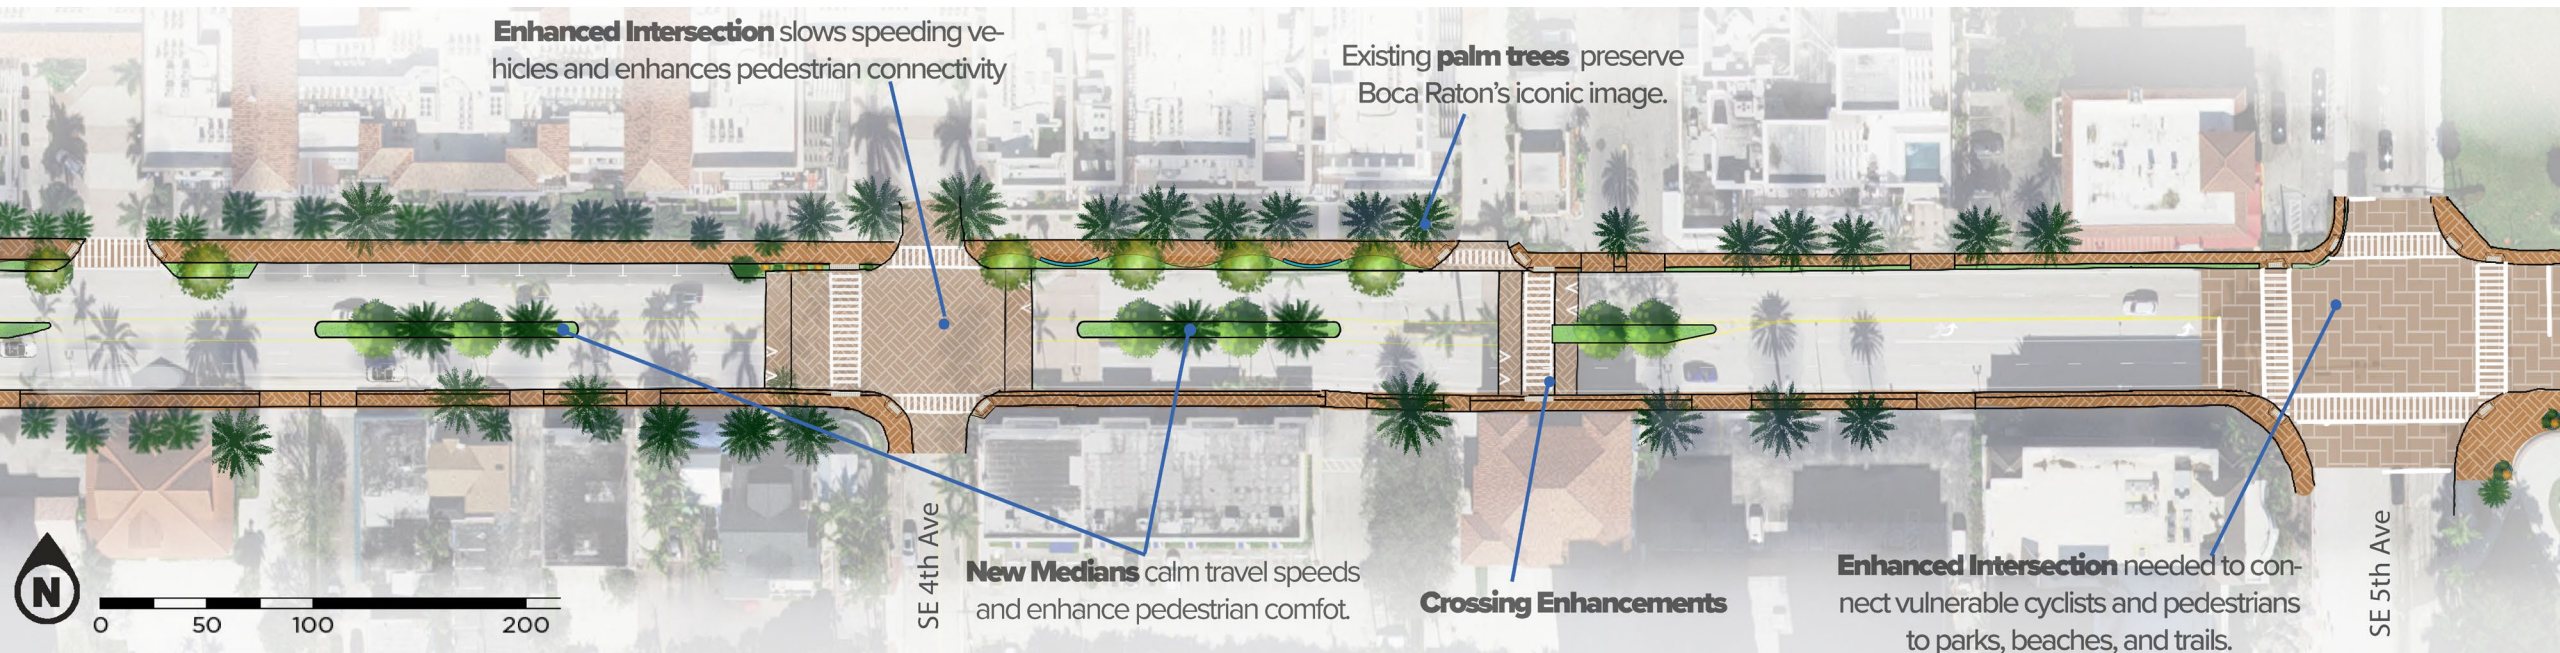 Enhanced Intersection slows speeding ve-
hicles and enhances pedestrian connectivity
Existing palm trees preserve
Boca Raton's iconic image.
N
0 50 100 200
SE 4th Ave
New Medians calm travel speeds
and enhance pedestrian comfot.
Crossing Enhancements
Enhanced Intersection needed to con-
nect vulnerable cyclists and pedestrians
to parks, beaches, and trails.
SE 5th Ave